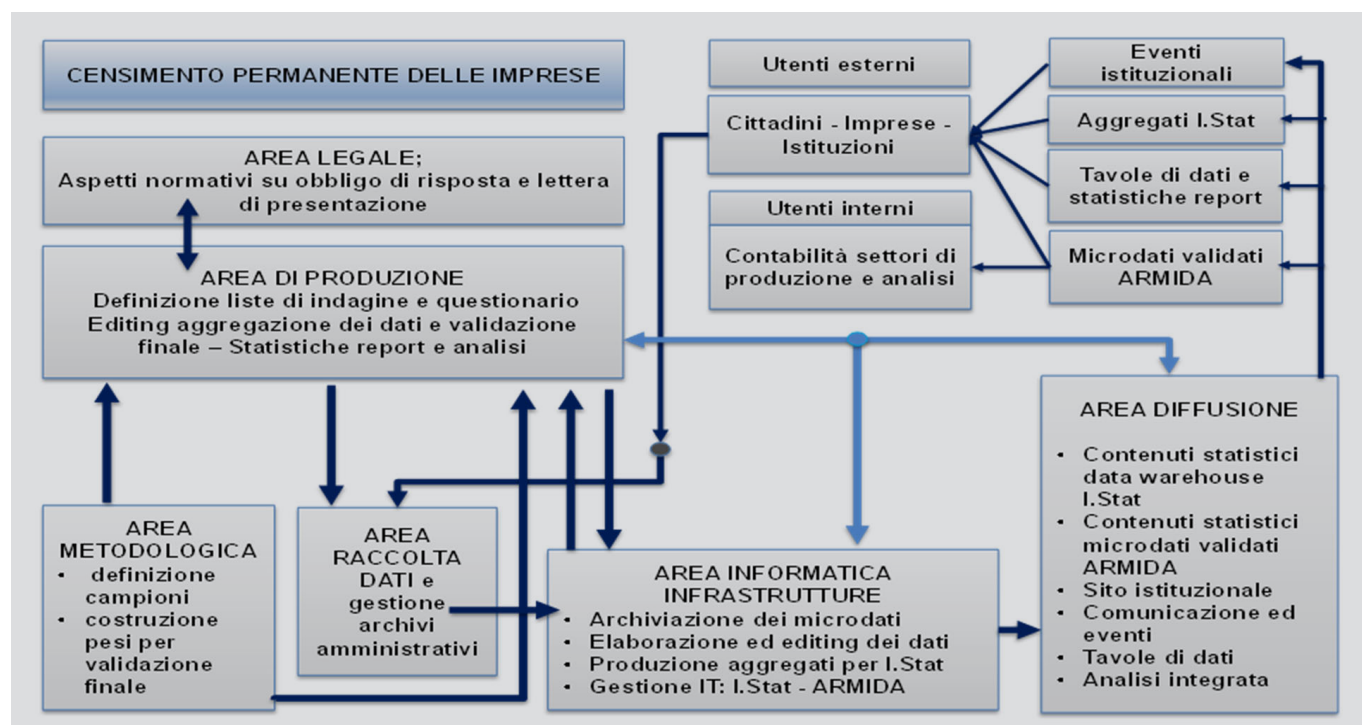 CENSIMENTO PERMANENTE DELLE IMPRESE
AREA LEGALE;
Aspetti normativi su obbligo di risposta e lettera
di presentazione
AREA DI PRODUZIONE
Definizione liste di indagine e questionario
Editing aggregazione dei dati e validazione
finale – Statistiche report e analisi
Utenti esterni
Cittadini - Imprese -
Istituzioni
Utenti interni
Contabilità settori di
produzione e analisi
Eventi
istituzionali
Aggregati I.Stat
Tavole di dati e
statistiche report
Microdati validati
ARMIDA
AREA
METODOLOGICA
• definizione
campioni
• costruzione
pesi per
validazione
finale
AREA
RACCOLTA
DATI e
gestione
archivi
amministrativi
AREA INFORMATICA
INFRASTRUTTURE
• Archiviazione dei microdati
• Elaborazione ed editing dei dati
• Produzione aggregati per I.Stat
• Gestione IT: I.Stat - ARMIDA
AREA DIFFUSIONE
• Contenuti statistici
data warehouse
I.Stat
• Contenuti statistici
microdati validati
ARMIDA
• Sito istituzionale
• Comunicazione ed
eventi
• Tavole di dati
• Analisi integrata